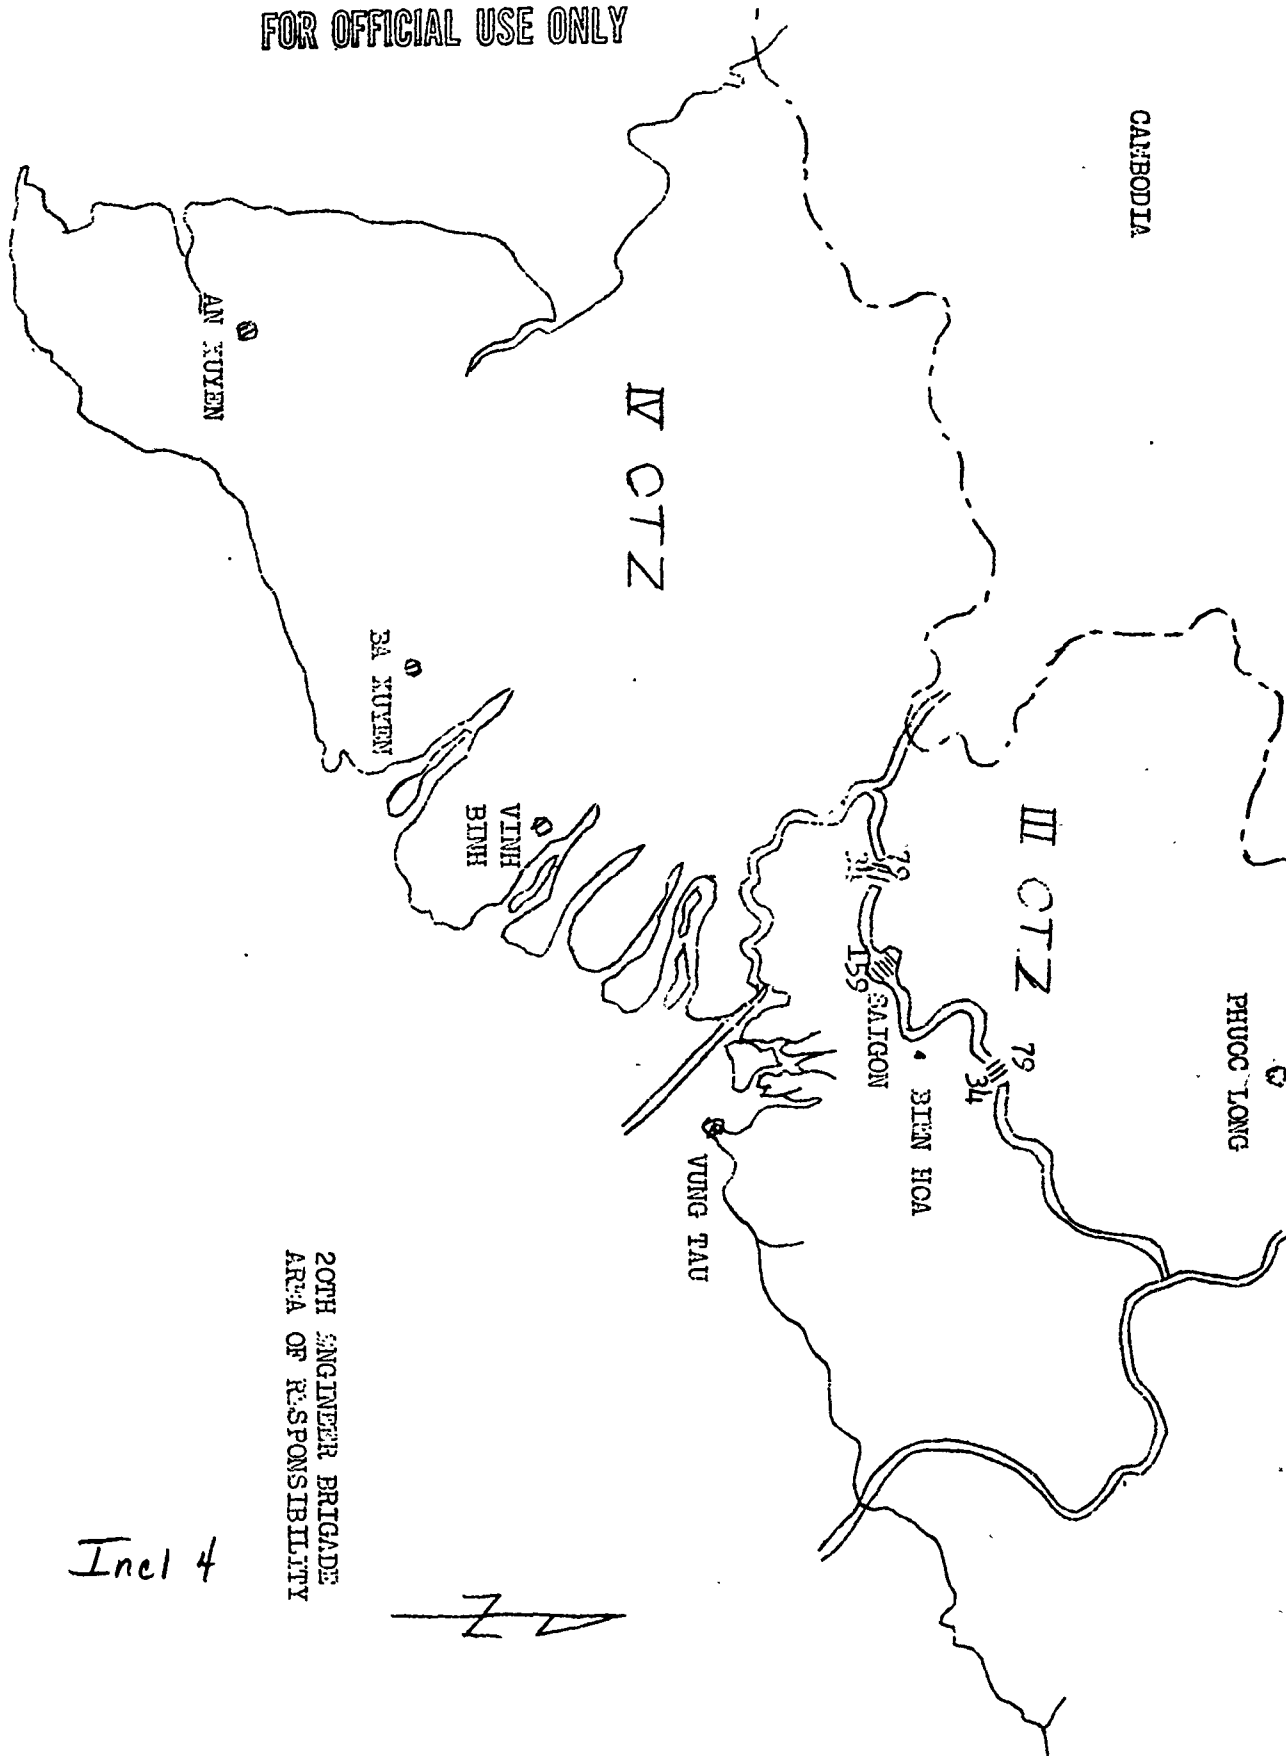 FOR OFFICIAL USE ONLY
CAMBODIA
PHUOC LONG
III CTZ
79
34
BIEN HOA
79
SAIGON
159
VUNG TAU
IV CTZ
VINH
BINH
BA XUYEN
AN XUYEN
20TH ENGINEER BRIGADE
AREA OF RESPONSIBILITY
N
Incl 4